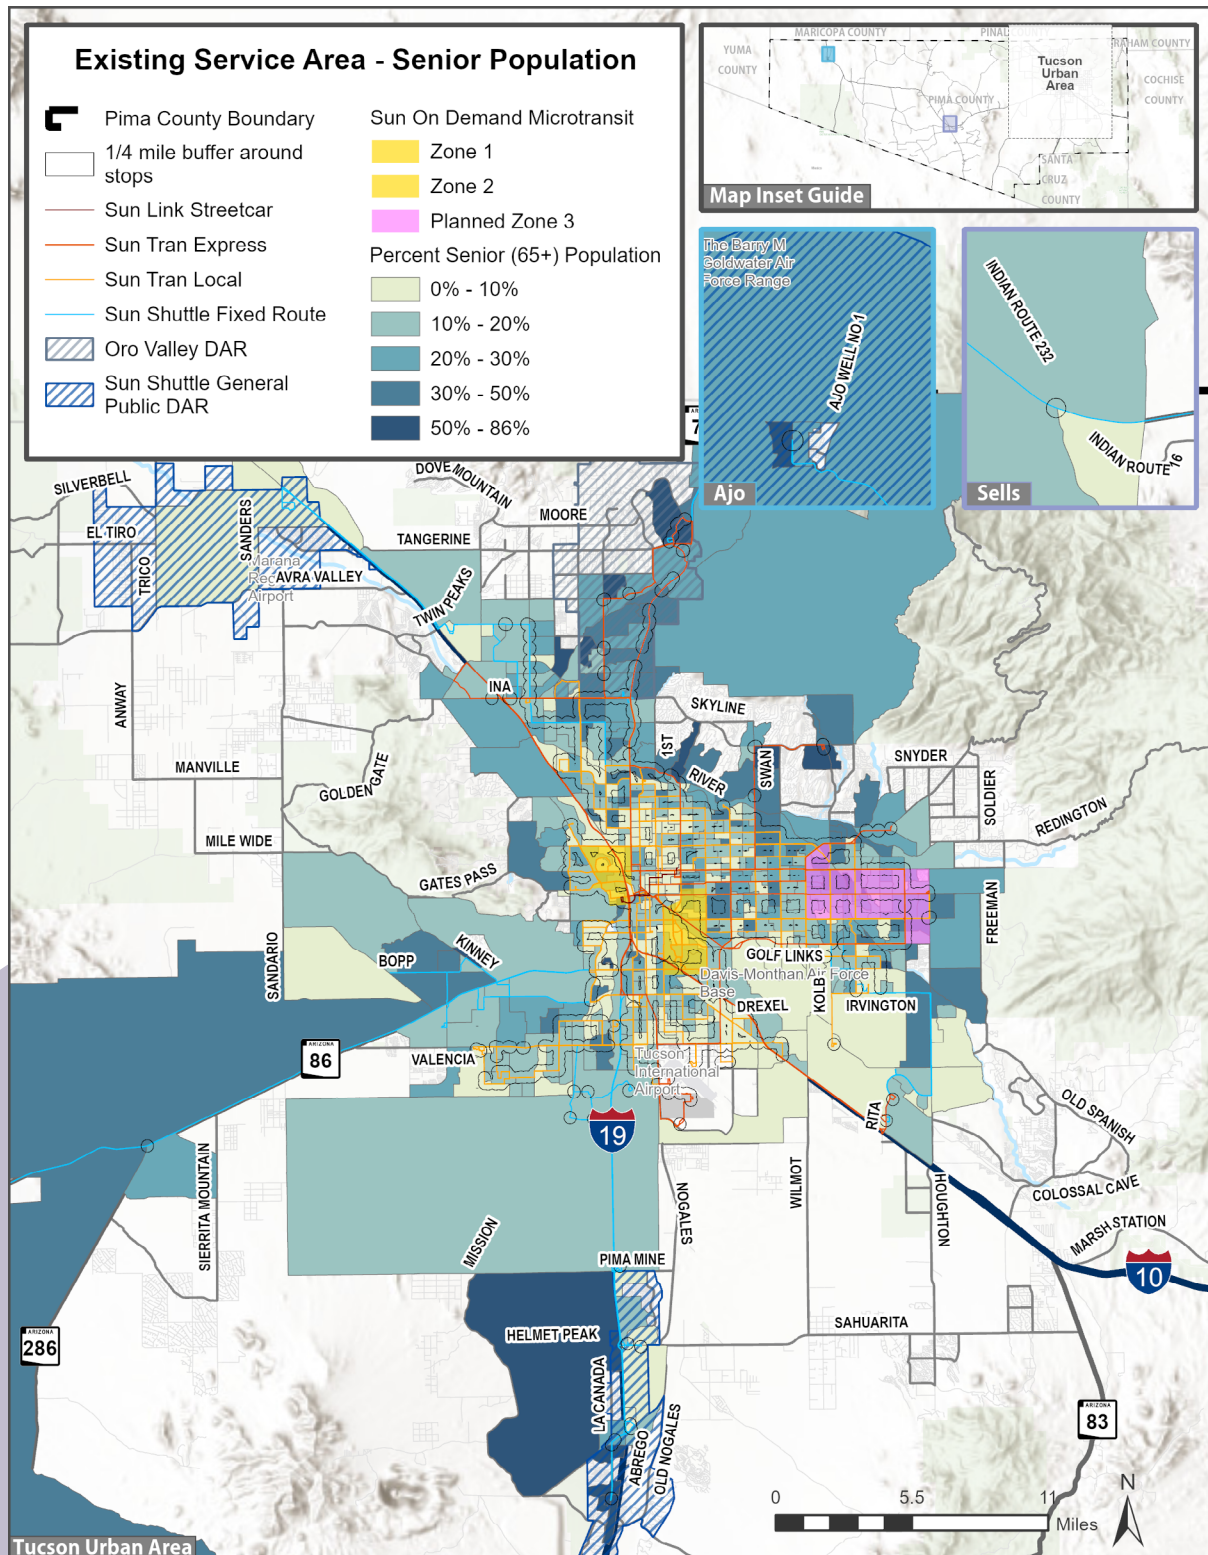 Existing Service Area - Senior Population
Pima County Boundary
1/4 mile buffer around
stops
Sun Link Streetcar
Sun Tran Express
Sun Tran Local
Sun Shuttle Fixed Route
Oro Valley DAR
Sun Shuttle General
Public DAR
Sun On Demand Microtransit
Zone 1
Zone 2
Planned Zone 3
Percent Senior (65+) Population
0% - 10%
10% - 20%
20% - 30%
30% - 50%
50% - 86%
MARICOPA COUNTY
YUMA
COUNTY
PIMA COUNTY
Tucson
Urban
Area
COCHISE
COUNTY
SANTA
CRUZ
COUNTY
Map Inset Guide
The Barry M
Goldwater Air
Force Range
AJO WELL NO 1
Ajo
INDIAN ROUTE 232
INDIAN ROUTE 16
Sells
SILVERBELL
EL TIRO
TRICO
SANDERS
Marana
Airport
AVRA VALLEY
DOVE MOUNTAIN
MOORE
TANGERINE
TWIN PEAKS
ANWAY
INA
SKYLINE
1ST
RIVER
SWAN
SNYDER
SOLDIER
REDINGTON
MANVILLE
GOLDEN GATE
MILE WIDE
GATES PASS
SANDARIO
BOPP
KINNEY
FREEMAN
GOLF LINKS
Davis-Monthan Air Force
Base
KOLB
DREXEL
IRVINGTON
ARIZONA
86
VALENCIA
Tucson
International
Airport
19
RITA
OLD SPANISH
COLOSSAL CAVE
MARSH STATION
10
SIERRITA MOUNTAIN
MISSION
NOGALES
WILMOT
HOUGHTON
PIMA MINE
HELMET PEAK
SAHUARITA
ARIZONA
286
LA CANADA
ABREGO
OLD NOGALES
ARIZONA
83
N
0
5.5
11
Miles
Tucson Urban Area